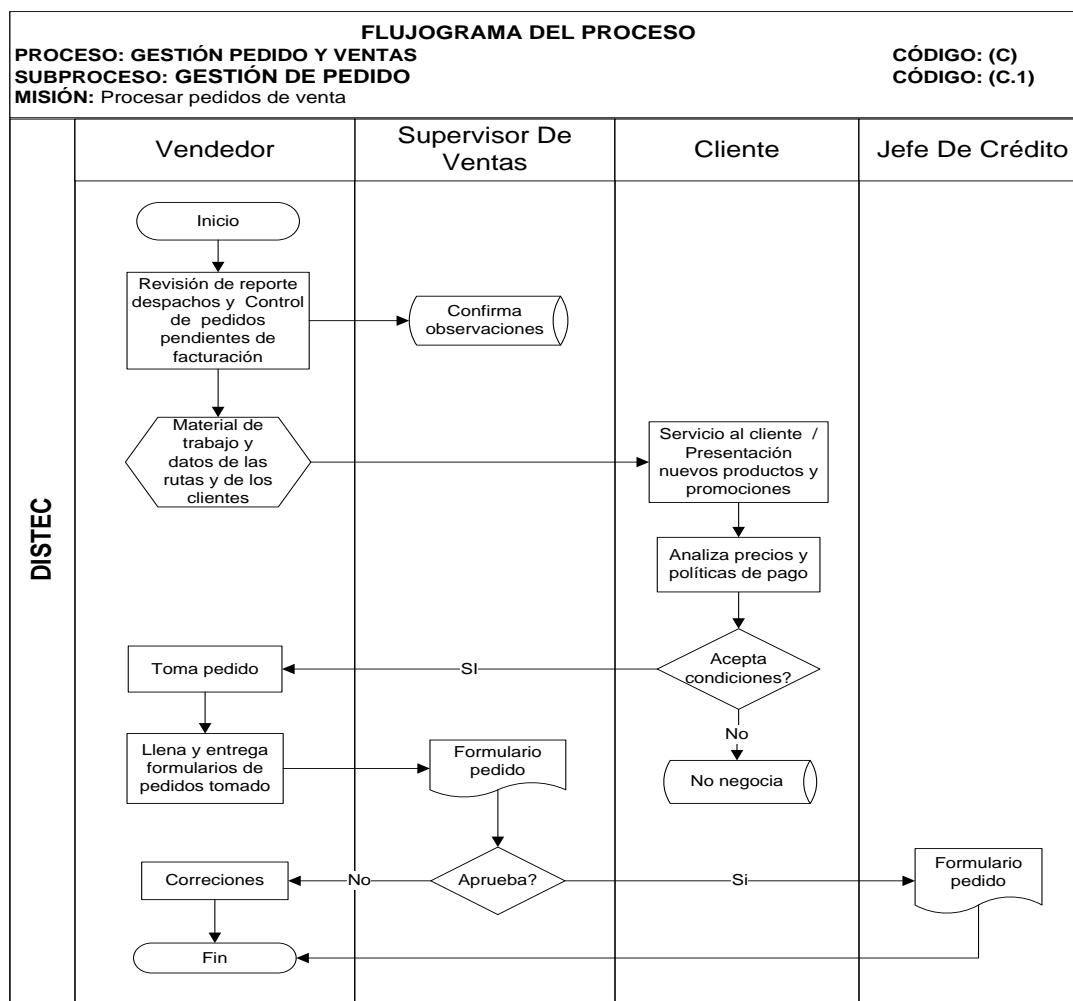 FLUJOGRAMA DEL PROCESO
PROCESO: GESTIÓN PEDIDO Y VENTAS
CÓDIGO: (C)
SUBPROCESO: GESTIÓN DE PEDIDO
CÓDIGO: (C.1)
MISIÓN: Procesar pedidos de venta
DISTEC
Vendedor
Supervisor De
Ventas
Cliente
Jefe De Crédito
Inicio
Revisión de reporte
despachos y Control
de pedidos
pendientes de
facturación
Confirma
observaciones
Material de
trabajo y
datos de las
rutas y de los
clientes
Servicio al cliente /
Presentación
nuevos productos y
promociones
Analiza precios y
políticas de pago
Acepta
condiciones?
SI
Toma pedido
No
No negocia
Llena y entrega
formularios de
pedidos tomado
Formulario
pedido
Aprueba?
No
Correciones
Si
Formulario
pedido
Fin